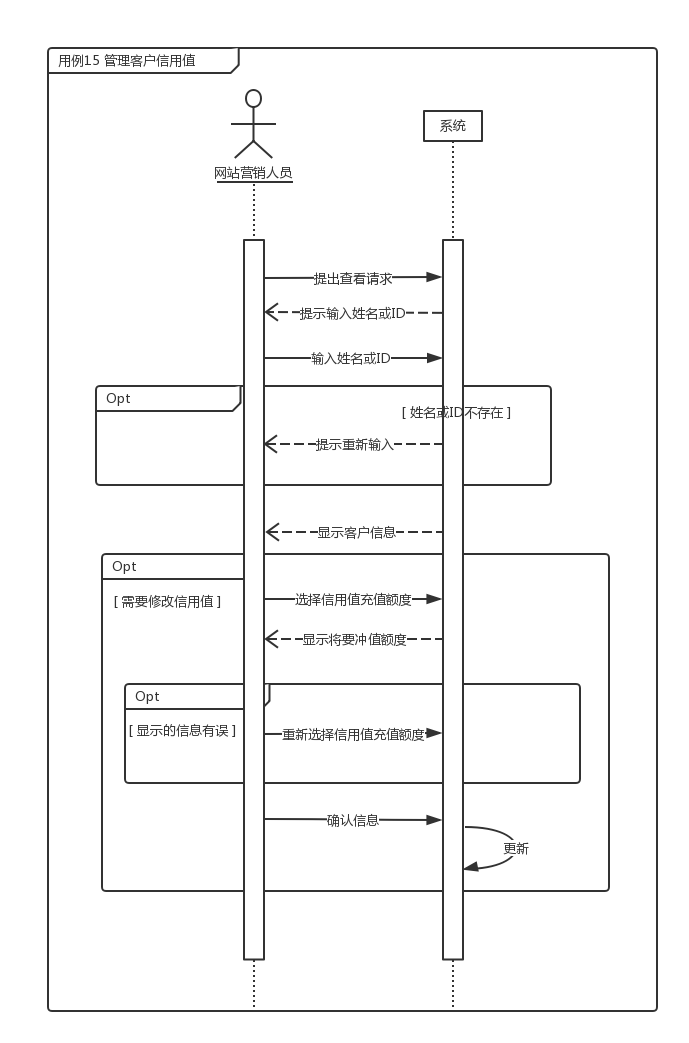 用例15 管理客户信用值
网站营销人员
系统
提出查看请求
提示输入姓名或ID
输入姓名或ID
Opt
[ 姓名或ID不存在 ]
提示重新输入
显示客户信息
Opt
[ 需要修改信用值 ]
选择信用值充值额度
显示将要冲值额度
Opt
[ 显示的信息有误 ]
重新选择信用值充值额度
确认信息
更新